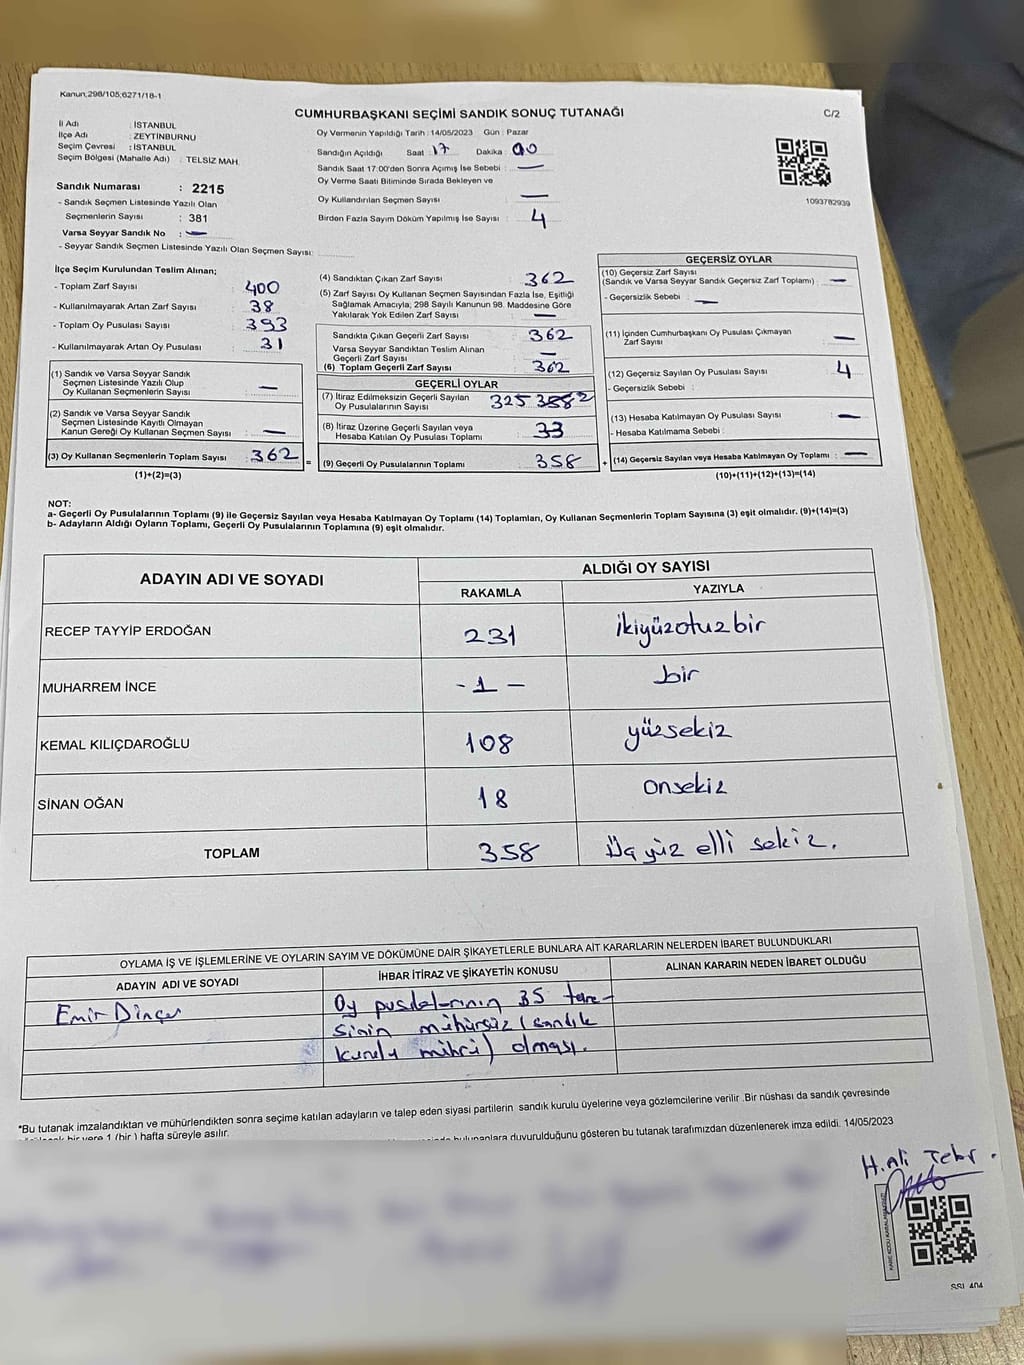 Kanun;298/105;6271/18-1
CUMHURBAŞKANI SEÇİMİ SANDIK SONUÇ TUTANAĞI
C/2
İl Adı : İSTANBUL
İlçe Adı : ZEYTİNBURNU
Seçim Çevresi : İSTANBUL
Seçim Bölgesi (Mahalle Adı) : TELSİZ MAH.
Sandık Numarası : 2215
- Sandık Seçmen Listesinde Yazılı Olan
Seçmenlerin Sayısı : 381
Varsa Seyyar Sandık No : —
- Seyyar Sandık Seçmen Listesinde Yazılı Olan Seçmen Sayısı:
Oy Vermenin Yapıldığı Tarih : 14/05/2023 Gün : Pazar
Sandığın Açıldığı Saat : 17 Dakika : 00
Sandık Saat 17:00'den Sonra Açımış İse Sebebi : —
Oy Verme Saati Bitiminde Sırada Bekleyen ve
Oy Kullandırılan Seçmen Sayısı : —
Birden Fazla Sayım Döküm Yapılmış İse Sayısı : 4
1093782939
İlçe Seçim Kurulundan Teslim Alınan;
- Toplam Zarf Sayısı : 400
- Kullanılmayarak Artan Zarf Sayısı : 38
- Toplam Oy Pusulası Sayısı : 393
- Kullanılmayarak Artan Oy Pusulası : 31
(1) Sandık ve Varsa Seyyar Sandık
Seçmen Listesinde Yazılı Olup
Oy Kullanan Seçmenlerin Sayısı : —
(2) Sandık ve Varsa Seyyar Sandık
Seçmen Listesinde Kayıtlı Olmayan
Kanun Gereği Oy Kullanan Seçmen Sayısı : —
(3) Oy Kullanan Seçmenlerin Toplam Sayısı : 362
(1)+(2)=(3)
=
(4) Sandıktan Çıkan Zarf Sayısı : 362
(5) Zarf Sayısı Oy Kullanan Seçmen Sayısından Fazla İse, Eşitliği
Sağlamak Amacıyla; 298 Sayılı Kanunun 98. Maddesine Göre
Yakılarak Yok Edilen Zarf Sayısı : —
Sandıkta Çıkan Geçerli Zarf Sayısı : 362
Varsa Seyyar Sandıktan Teslim Alınan
Geçerli Zarf Sayısı : —
(6) Toplam Geçerli Zarf Sayısı : 362
GEÇERLİ OYLAR
(7) İtiraz Edilmeksizin Geçerli Sayılan
Oy Pusulalarının Sayısı : 325
(8) İtiraz Üzerine Geçerli Sayılan veya
Hesaba Katılan Oy Pusulası Toplamı : 33
(9) Geçerli Oy Pusulalarının Toplamı : 358
+
GEÇERSİZ OYLAR
(10) Geçersiz Zarf Sayısı
(Sandık ve Varsa Seyyar Sandık Geçersiz Zarf Toplamı) : —
- Geçersizlik Sebebi : —
(11) İçinden Cumhurbaşkanı Oy Pusulası Çıkmayan
Zarf Sayısı : —
(12) Geçersiz Sayılan Oy Pusulası Sayısı : 4
- Geçersizlik Sebebi :
(13) Hesaba Katılmayan Oy Pusulası Sayısı : —
- Hesaba Katılmama Sebebi :
(14) Geçersiz Sayılan veya Hesaba Katılmayan Oy Toplamı : —
(10)+(11)+(12)+(13)=(14)
NOT:
a- Geçerli Oy Pusulalarının Toplamı (9) ile Geçersiz Sayılan veya Hesaba Katılmayan Oy Toplamı (14) Toplamları, Oy Kullanan Seçmenlerin Toplam Sayısına (3) eşit olmalıdır. (9)+(14)=(3)
b- Adayların Aldığı Oyların Toplamı, Geçerli Oy Pusulalarının Toplamına (9) eşit olmalıdır.
ADAYIN ADI VE SOYADI
ALDIĞI OY SAYISI
RAKAMLA YAZIYLA
RECEP TAYYİP ERDOĞAN 231 ikiyüzotuzbir
MUHARREM İNCE - 1 — bir
KEMAL KILIÇDAROĞLU 108 yüzsekiz
SİNAN OĞAN 18 onsekiz
TOPLAM 358 Üçyüz elli sekiz.
OYLAMA İŞ VE İŞLEMLERİNE VE OYLARIN SAYIM VE DÖKÜMÜNE DAİR ŞİKAYETLERLE BUNLARA AİT KARARLARIN NELERDEN İBARET BULUNDUKLARI
ADAYIN ADI VE SOYADI
İHBAR İTİRAZ VE ŞİKAYETİN KONUSU
ALINAN KARARIN NEDEN İBARET OLDUĞU
Emir Dinçer
Oy pusulalarının 35 tane-
sinin mühürsüz (sandık
kurulu mührü) olması.
*Bu tutanak imzalandıktan ve mühürlendikten sonra seçime katılan adayların ve talep eden siyasi partilerin sandık kurulu üyelerine veya gözlemcilerine verilir .Bir nüshası da sandık çevresinde
bir yere 1 (bir ) hafta süreyle asılır.
bulunanlara duyurulduğunu gösteren bu tutanak tarafımızdan düzenlenerek imza edildi. 14/05/2023
H.Ali